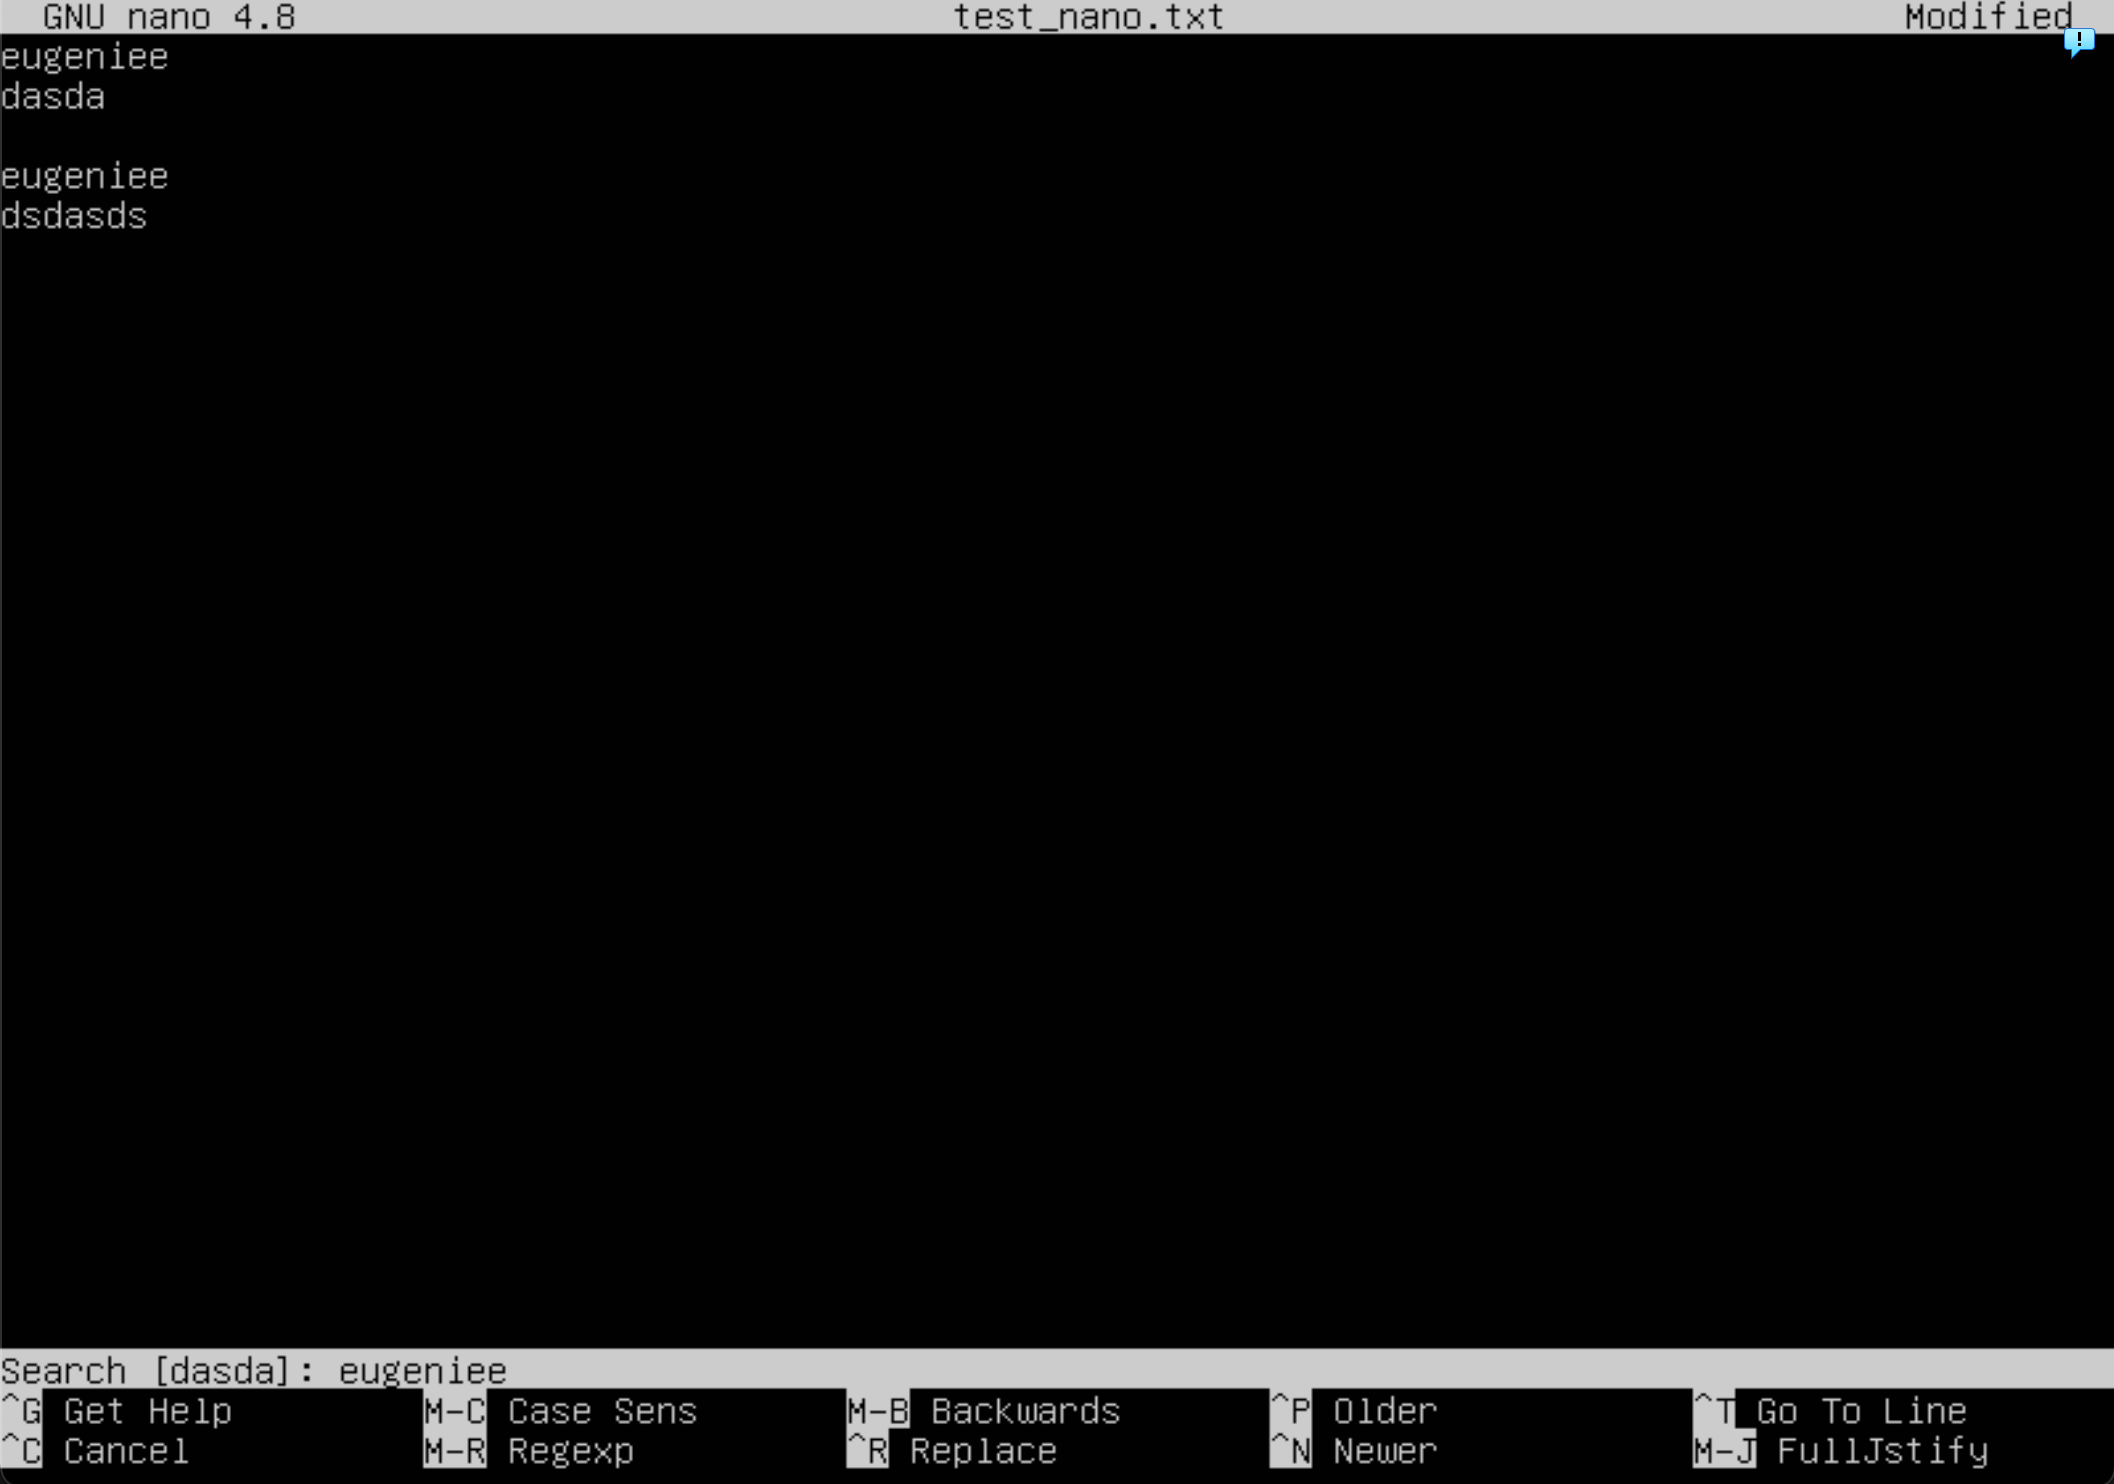 GNU nano 4.8 test_nano.txt Modified
eugeniee
dasda
eugeniee
dsdasds
Search [dasda]: eugeniee
^G Get Help M-C Case Sens M-B Backwards ^P Older ^T Go To Line
^C Cancel M-R Regexp ^R Replace ^N Newer M-J FullJstify